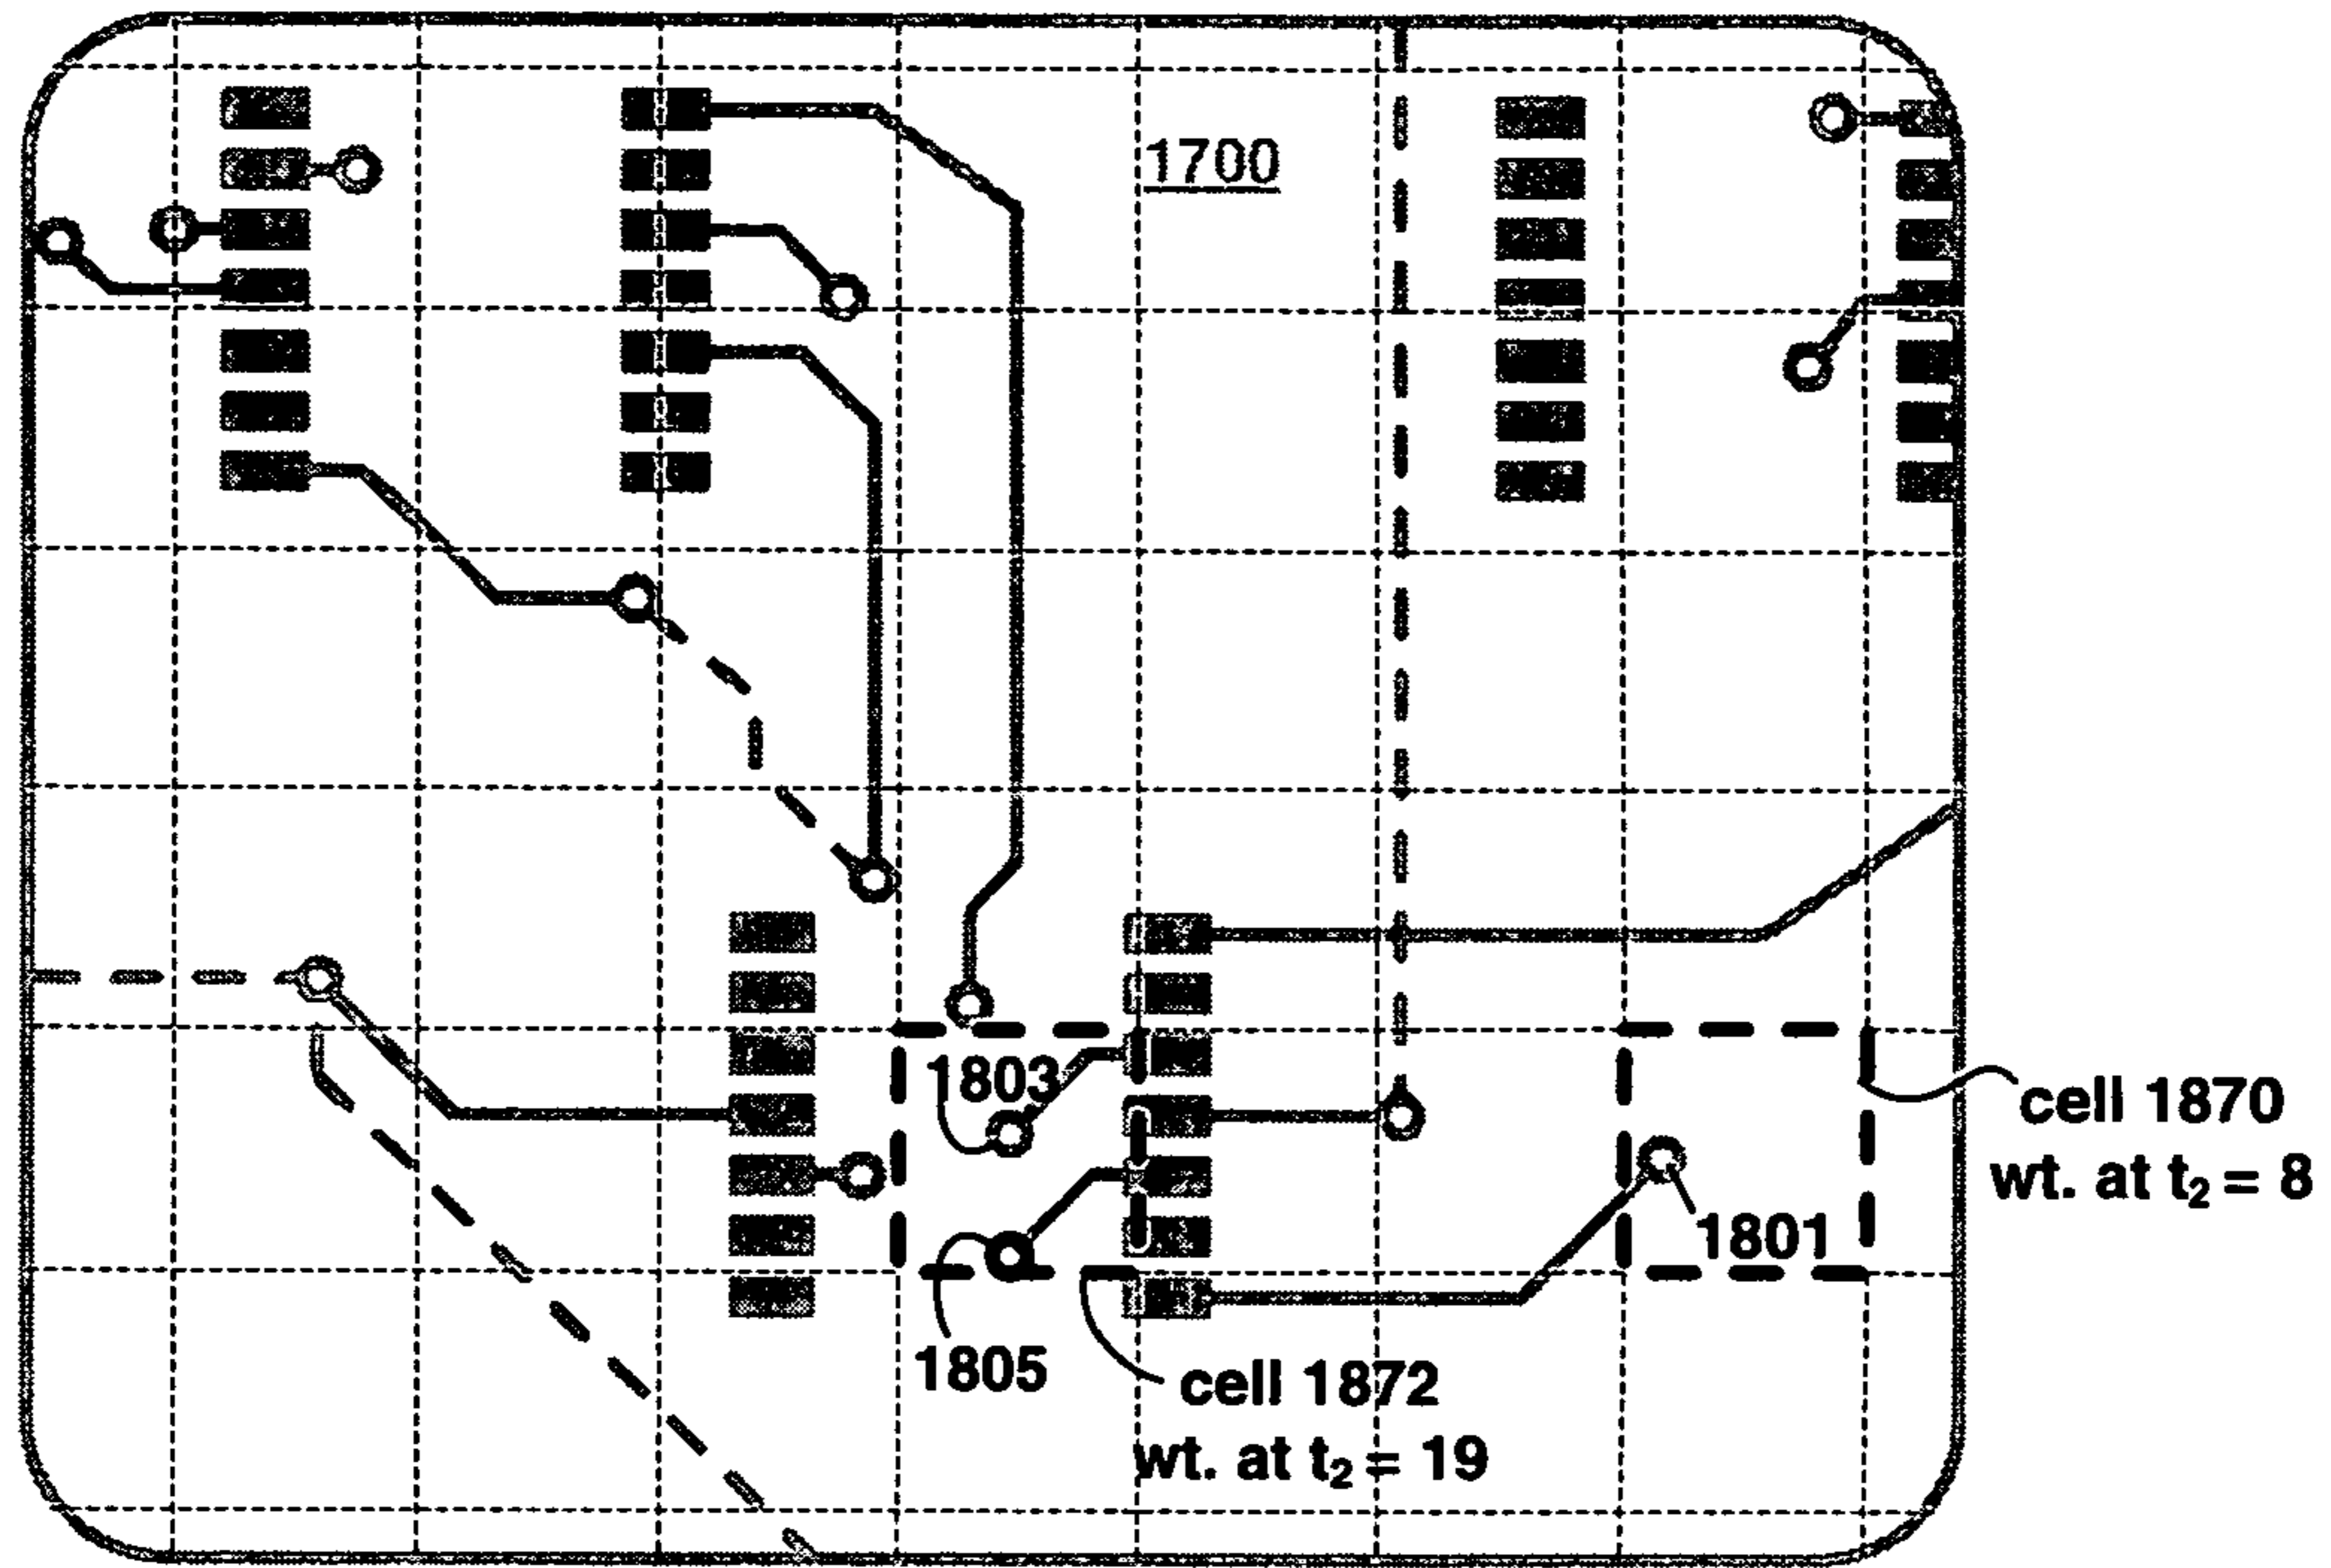 1700
1803
cell 1870
wt. at t₂ = 8
1801
1805
cell 1872
wt. at t₂ = 19